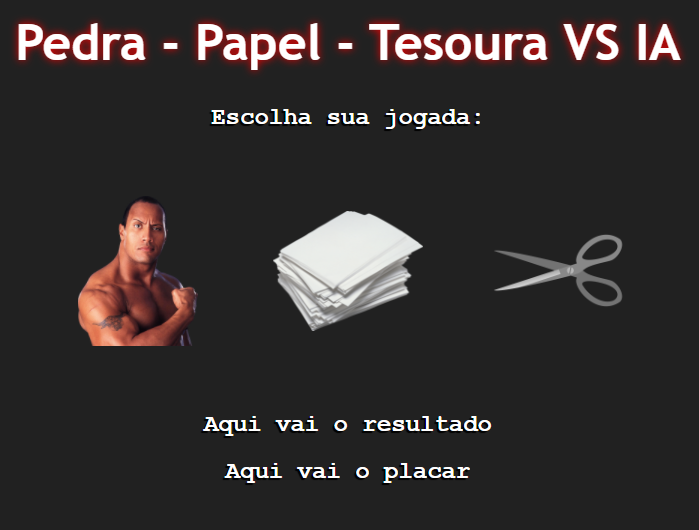 Pedra - Papel - Tesoura VS IA
Escolha sua jogada:
Aqui vai o resultado
Aqui vai o placar